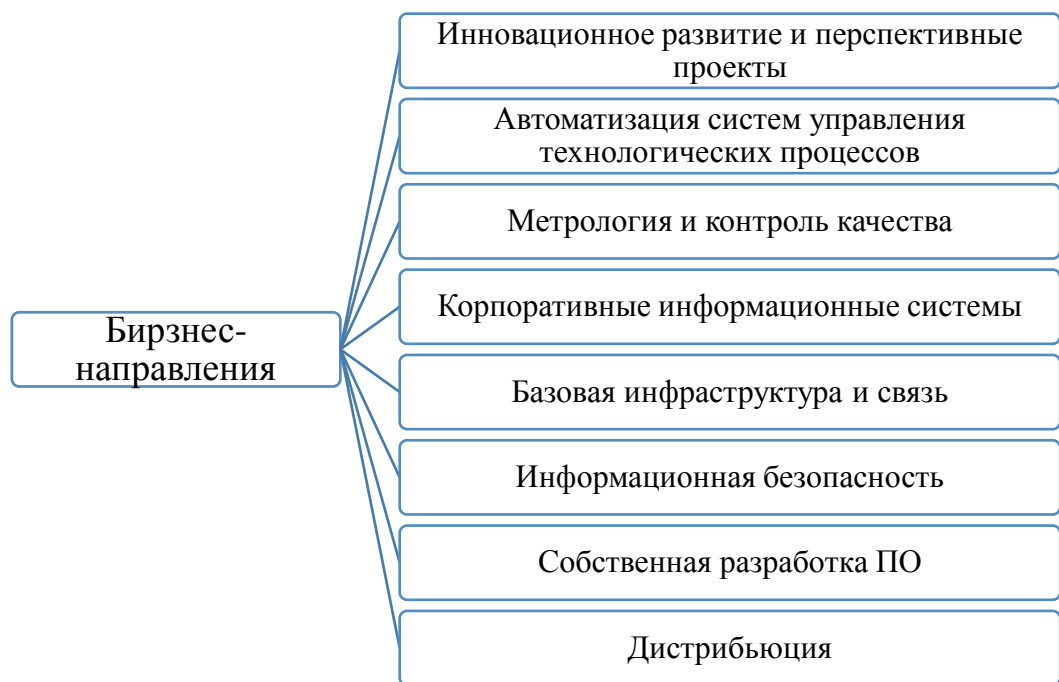 Инновационное развитие и перспективные
проекты
Автоматизация систем управления
технологических процессов
Метрология и контроль качества
Корпоративные информационные системы
Бирзнес-
направления
Базовая инфраструктура и связь
Информационная безопасность
Собственная разработка ПО
Дистрибьюция